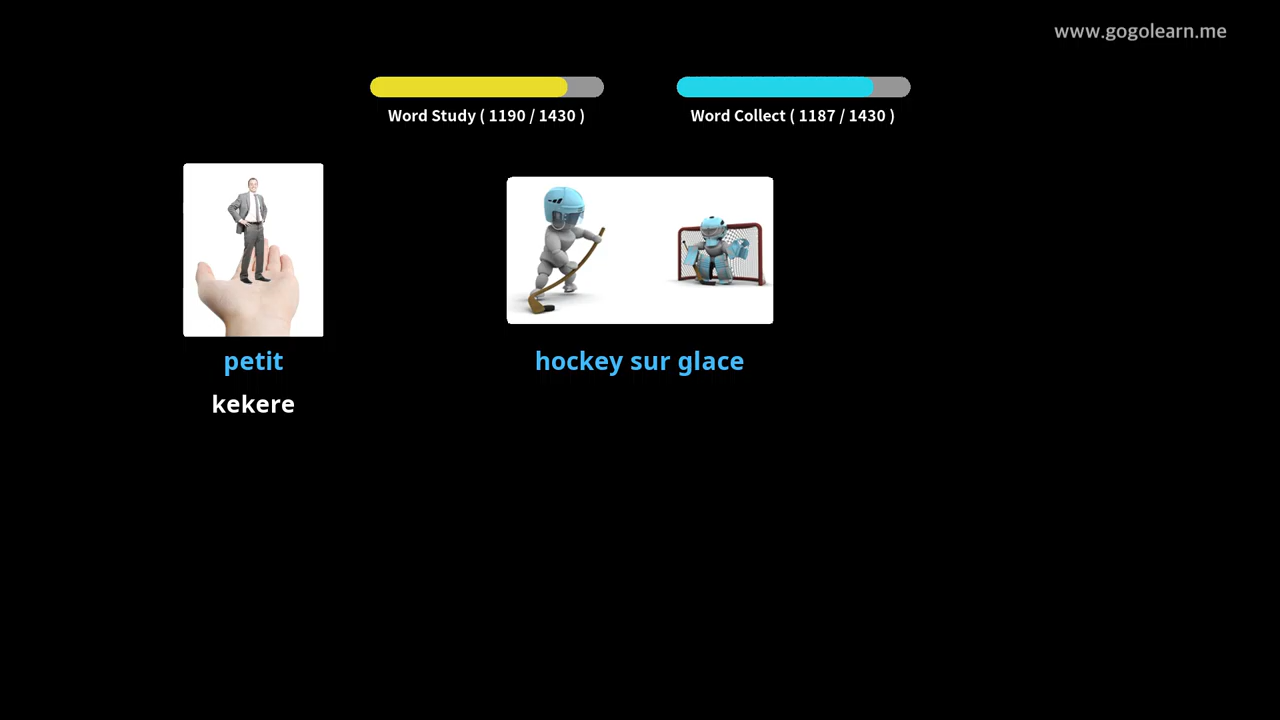 www.gogolearn.me
Word Study ( 1190 / 1430 )
Word Collect ( 1187 / 1430 )
petit
kekere
hockey sur glace